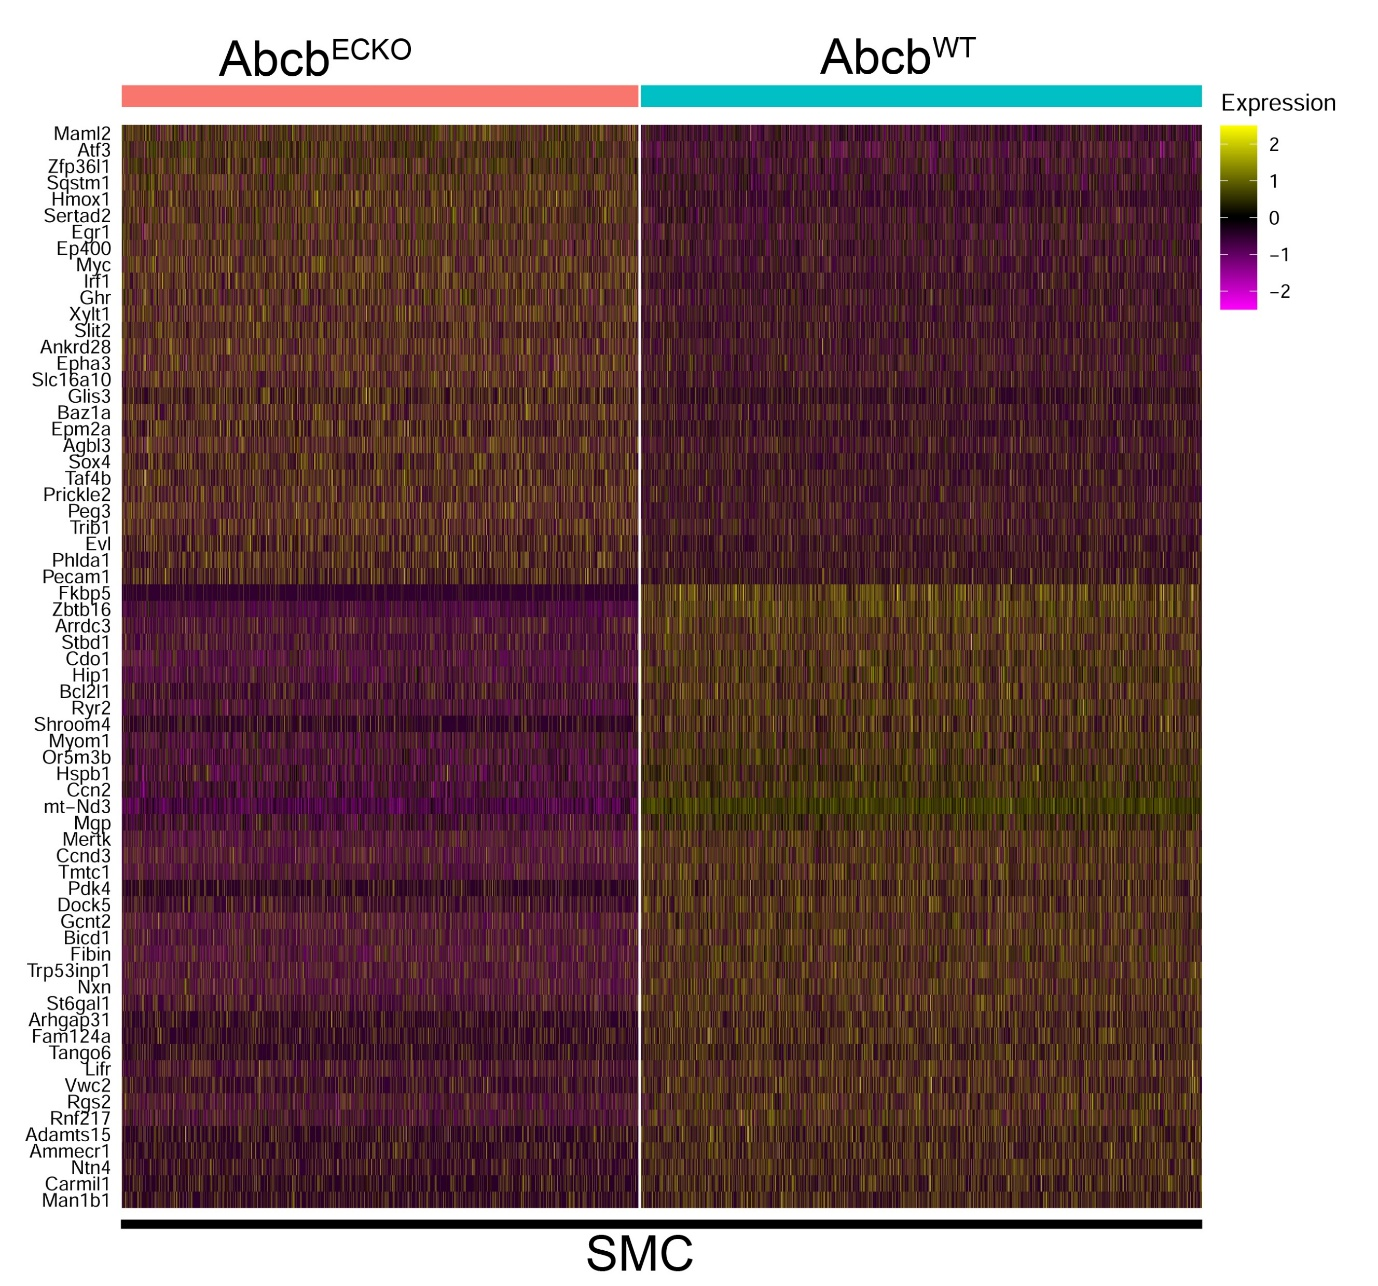 Abcb^ECKO
Abcb^WT
Expression
2
1
0
−1
−2
Maml2
Atf3
Zfp36l1
Sqstm1
Hmox1
Sertad2
Egr1
Ep400
Myc
Irf1
Ghr
Xylt1
Slit2
Ankrd28
Epha3
Slc16a10
Glis3
Baz1a
Epm2a
Agbl3
Sox4
Taf4b
Prickle2
Peg3
Trib1
Evl
Phlda1
Pecam1
Fkbp5
Zbtb16
Arrdc3
Stbd1
Cdo1
Hip1
Bcl2l1
Ryr2
Shroom4
Myom1
Or5m3b
Hspb1
Ccn2
mt−Nd3
Mgp
Mertk
Ccnd3
Tmtc1
Pdk4
Dock5
Gcnt2
Bicd1
Fibin
Trp53inp1
Nxn
St6gal1
Arhgap31
Fam124a
Tango6
Lifr
Vwc2
Rgs2
Rnf217
Adamts15
Ammecr1
Ntn4
Carmil1
Man1b1
SMC